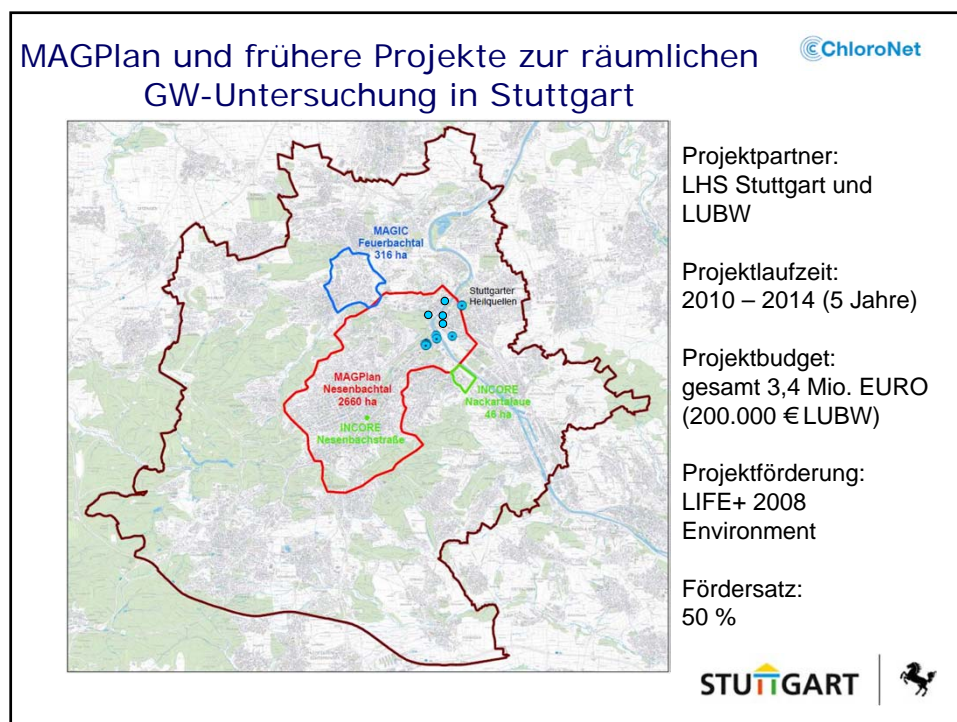 MAGPlan und frühere Projekte zur räumlichen
GW-Untersuchung in Stuttgart
ChloroNet
MAGIC
Feuerbachtal
316 ha
Stuttgarter
Heilquellen
MAGPlan
Nesenbachtal
2660 ha
INCORE
Nackartalaue
46 ha
INCORE
Nesenbachstraße
Projektpartner:
LHS Stuttgart und
LUBW
Projektlaufzeit:
2010 – 2014 (5 Jahre)
Projektbudget:
gesamt 3,4 Mio. EURO
(200.000 € LUBW)
Projektförderung:
LIFE+ 2008
Environment
Fördersatz:
50 %
STUTTGART